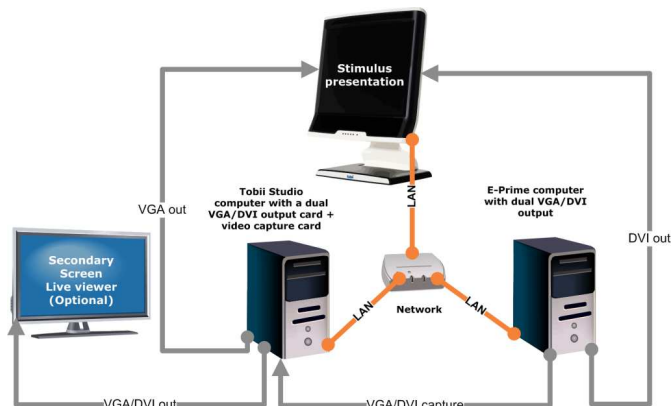 Stimulus
presentation
Tobii Studio
computer with a dual
VGA/DVI output card +
video capture card
E-Prime computer
with dual VGA/DVI
output
VGA out
LAN
DVI out
Secondary
Screen
Live viewer
(Optional)
Network
LAN
LAN
VGA/DVI out
VGA/DVI capture